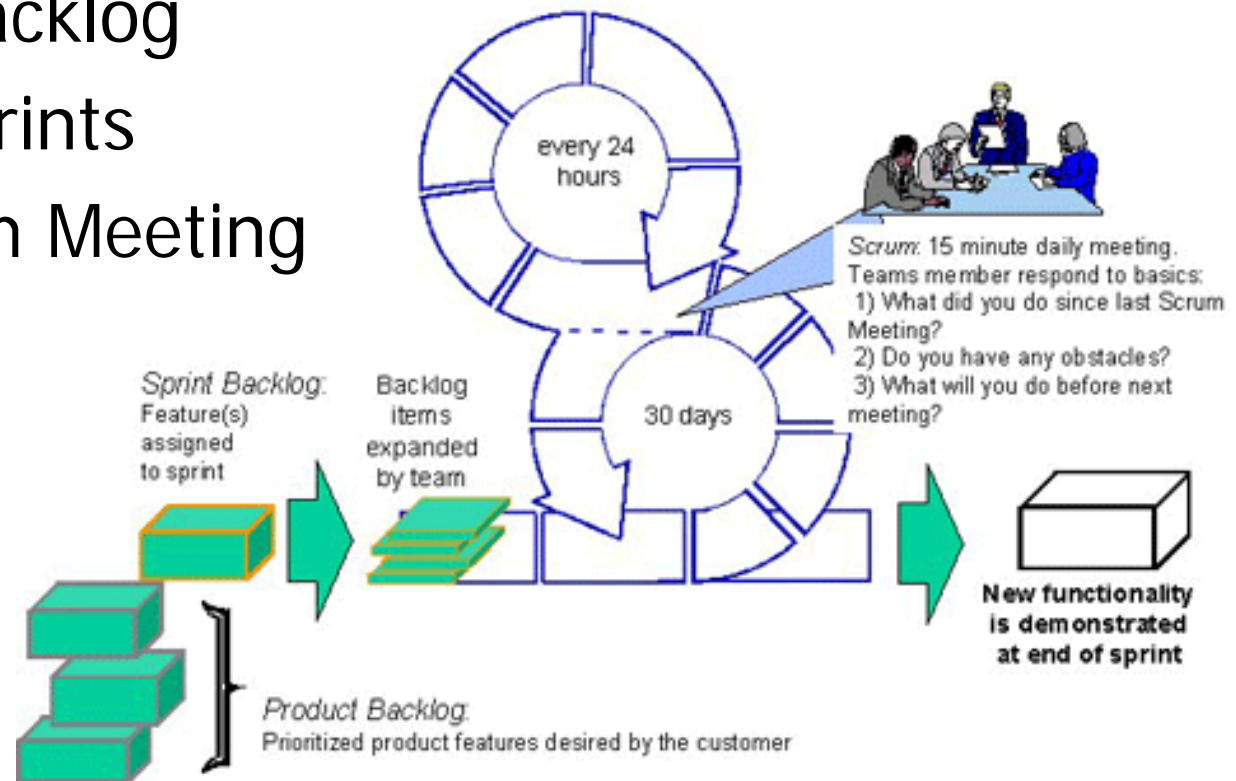 acklog
rints
n Meeting
every 24
hours
Scrum: 15 minute daily meeting.
Teams member respond to basics:
1) What did you do since last Scrum
Meeting?
2) Do you have any obstacles?
3) What will you do before next
meeting?
30 days
Sprint Backlog:
Feature(s)
assigned
to sprint
Backlog
items
expanded
by team
New functionality
is demonstrated
at end of sprint
Product Backlog:
Prioritized product features desired by the customer